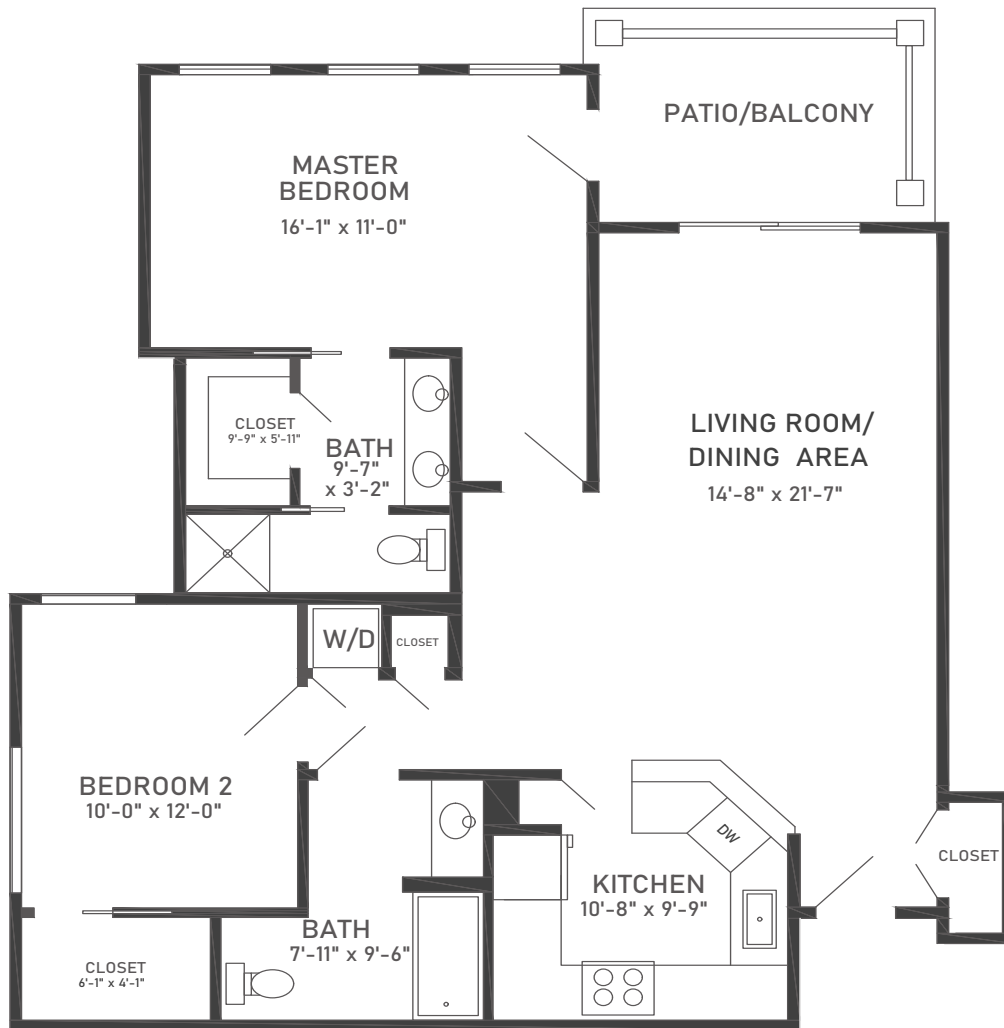 PATIO/BALCONY
MASTER
BEDROOM
16'-1" x 11'-0"
LIVING ROOM/
DINING AREA
14'-8" x 21'-7"
CLOSET
9'-9" x 5'-11"
BATH
9'-7"
x 3'-2"
W/D
CLOSET
BEDROOM 2
10'-0" x 12'-0"
DW
CLOSET
KITCHEN
10'-8" x 9'-9"
BATH
7'-11" x 9'-6"
CLOSET
6'-1" x 4'-1"